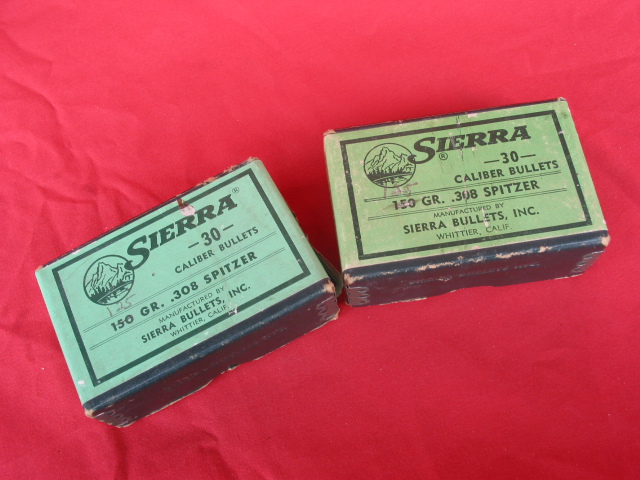 SIERRA®
—30—
CALIBER BULLETS
150 GR. .308 SPITZER
MANUFACTURED BY
SIERRA BULLETS, INC.
WHITTIER, CALIF.
SIERRA®
—30—
CALIBER BULLETS
150 GR. .308 SPITZER
MANUFACTURED BY
SIERRA BULLETS, INC.
WHITTIER, CALIF.